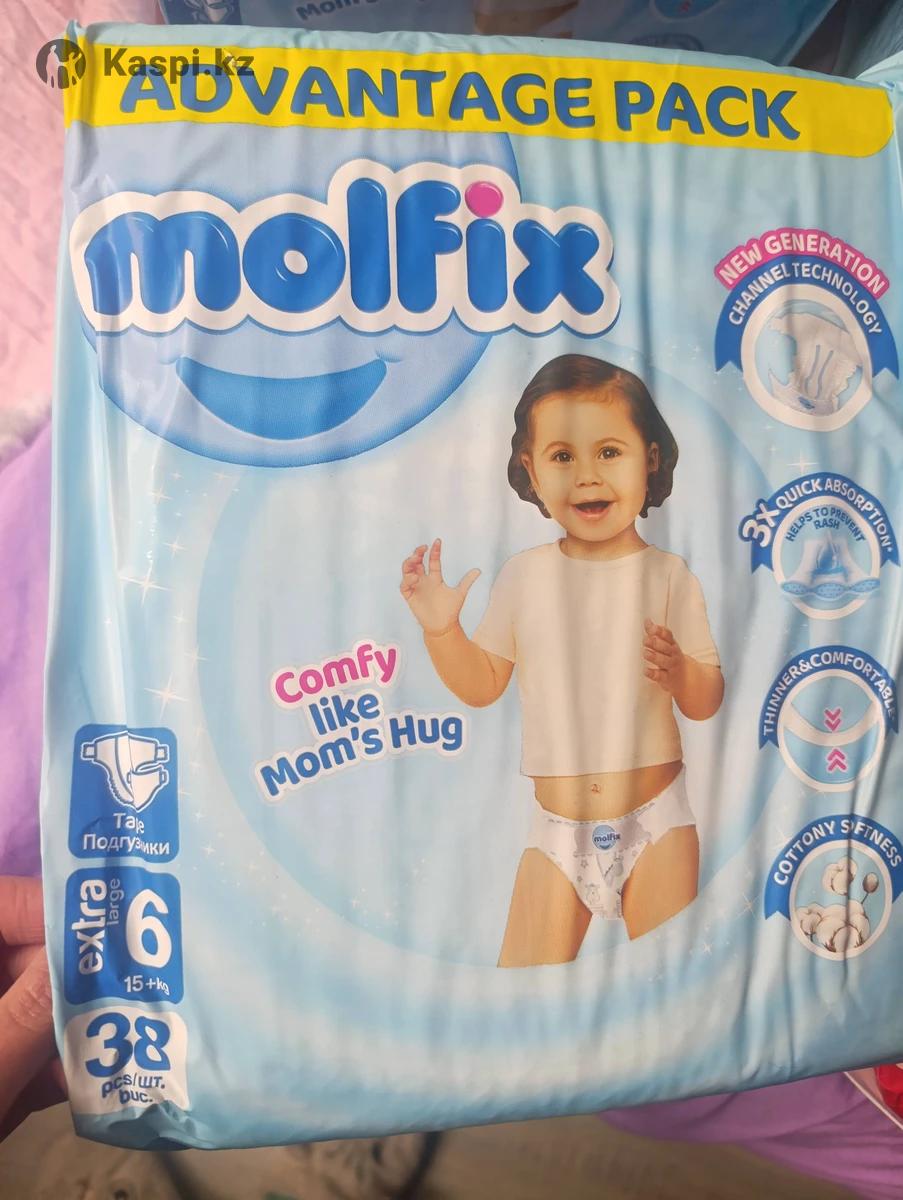 Kaspi.kz
ADVANTAGE PACK
molfix
NEW GENERATION
CHANNEL TECHNOLOGY
3X QUICK ABSORPTION*
HELPS TO PREVENT
RASH
Comfy
like
Mom's Hug
THINNER&COMFORTABLE
molfix
COTTONY SOFTNESS
Tape
Подгузники
extra
large
6
15+kg
38
pcs/шт.
buc.